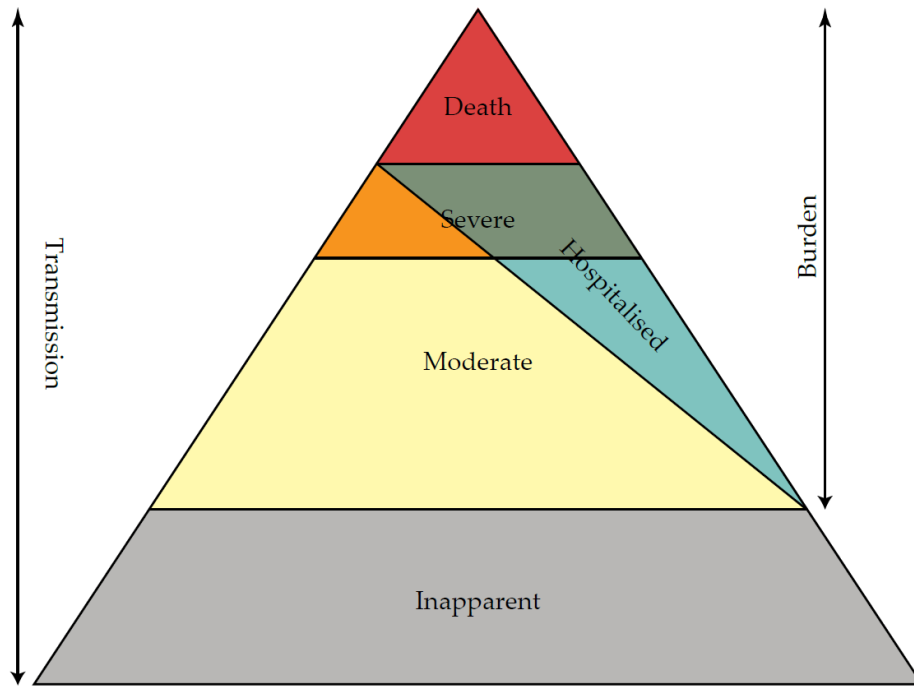 Death
Severe
Hospitalised
Moderate
Inapparent
Transmission
Burden